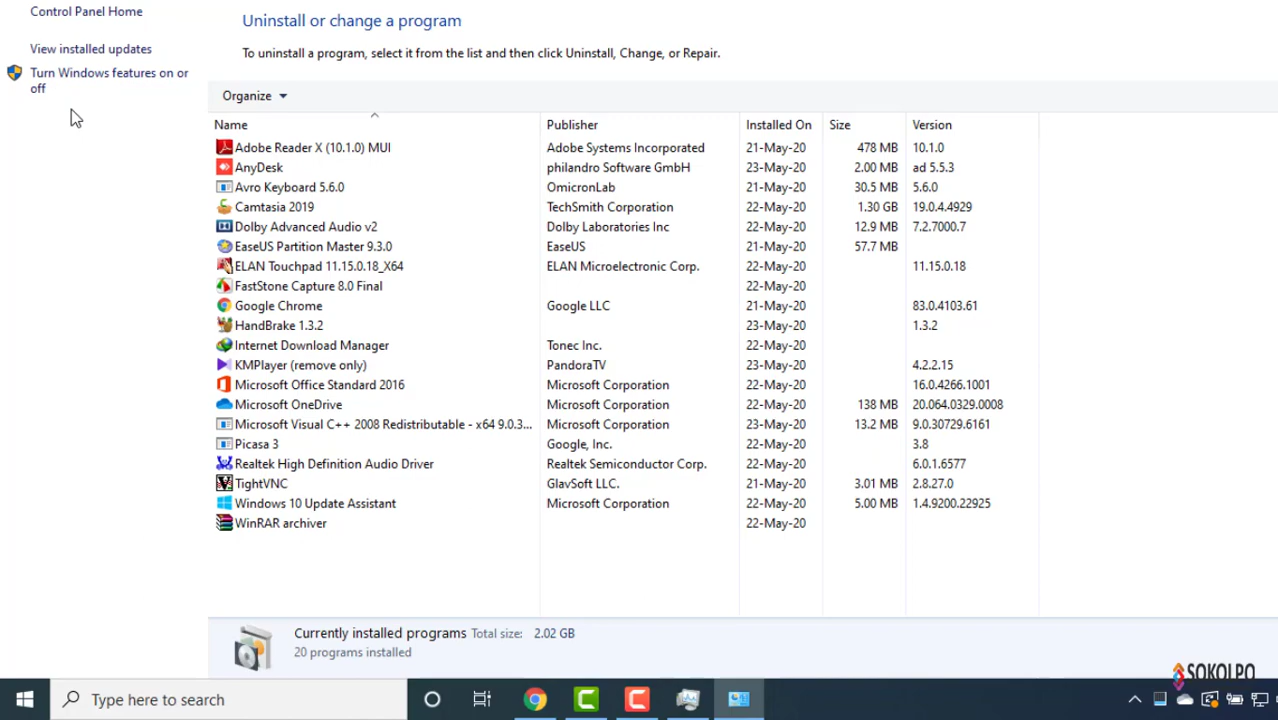 Control Panel Home
View installed updates
Turn Windows features on or
off
Uninstall or change a program
To uninstall a program, select it from the list and then click Uninstall, Change, or Repair.
Organize
Name Publisher Installed On Size Version
Adobe Reader X (10.1.0) MUI Adobe Systems Incorporated 21-May-20 478 MB 10.1.0
AnyDesk philandro Software GmbH 23-May-20 2.00 MB ad 5.5.3
Avro Keyboard 5.6.0 OmicronLab 21-May-20 30.5 MB 5.6.0
Camtasia 2019 TechSmith Corporation 22-May-20 1.30 GB 19.0.4.4929
Dolby Advanced Audio v2 Dolby Laboratories Inc 22-May-20 12.9 MB 7.2.7000.7
EaseUS Partition Master 9.3.0 EaseUS 21-May-20 57.7 MB
ELAN Touchpad 11.15.0.18_X64 ELAN Microelectronic Corp. 22-May-20 11.15.0.18
FastStone Capture 8.0 Final 22-May-20
Google Chrome Google LLC 21-May-20 83.0.4103.61
HandBrake 1.3.2 23-May-20 1.3.2
Internet Download Manager Tonec Inc. 22-May-20
KMPlayer (remove only) PandoraTV 23-May-20 4.2.2.15
Microsoft Office Standard 2016 Microsoft Corporation 22-May-20 16.0.4266.1001
Microsoft OneDrive Microsoft Corporation 22-May-20 138 MB 20.064.0329.0008
Microsoft Visual C++ 2008 Redistributable - x64 9.0.3... Microsoft Corporation 23-May-20 13.2 MB 9.0.30729.6161
Picasa 3 Google, Inc. 22-May-20 3.8
Realtek High Definition Audio Driver Realtek Semiconductor Corp. 22-May-20 6.0.1.6577
TightVNC GlavSoft LLC. 21-May-20 3.01 MB 2.8.27.0
Windows 10 Update Assistant Microsoft Corporation 22-May-20 5.00 MB 1.4.9200.22925
WinRAR archiver 22-May-20
Currently installed programs Total size: 2.02 GB
20 programs installed
SOKOLPO
Type here to search